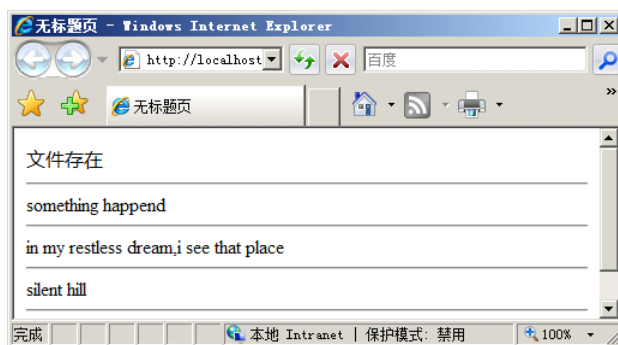 无标题页 - Windows Internet Explorer
http://localhost 百度
无标题页 »
文件存在
something happend
in my restless dream,i see that place
silent hill
完成 本地 Intranet | 保护模式: 禁用 100%